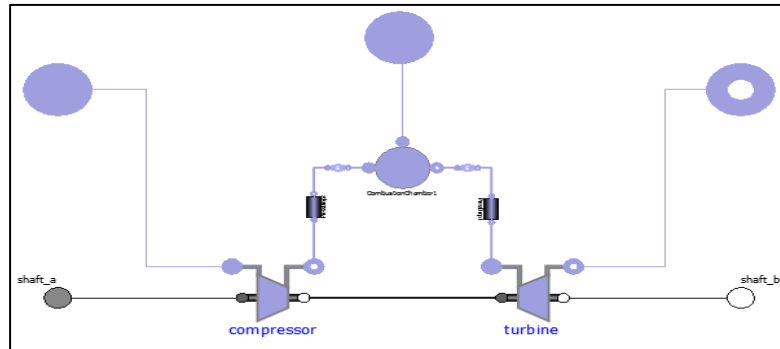 CombustionChamber1
shaft_a
shaft_b
compressor
turbine